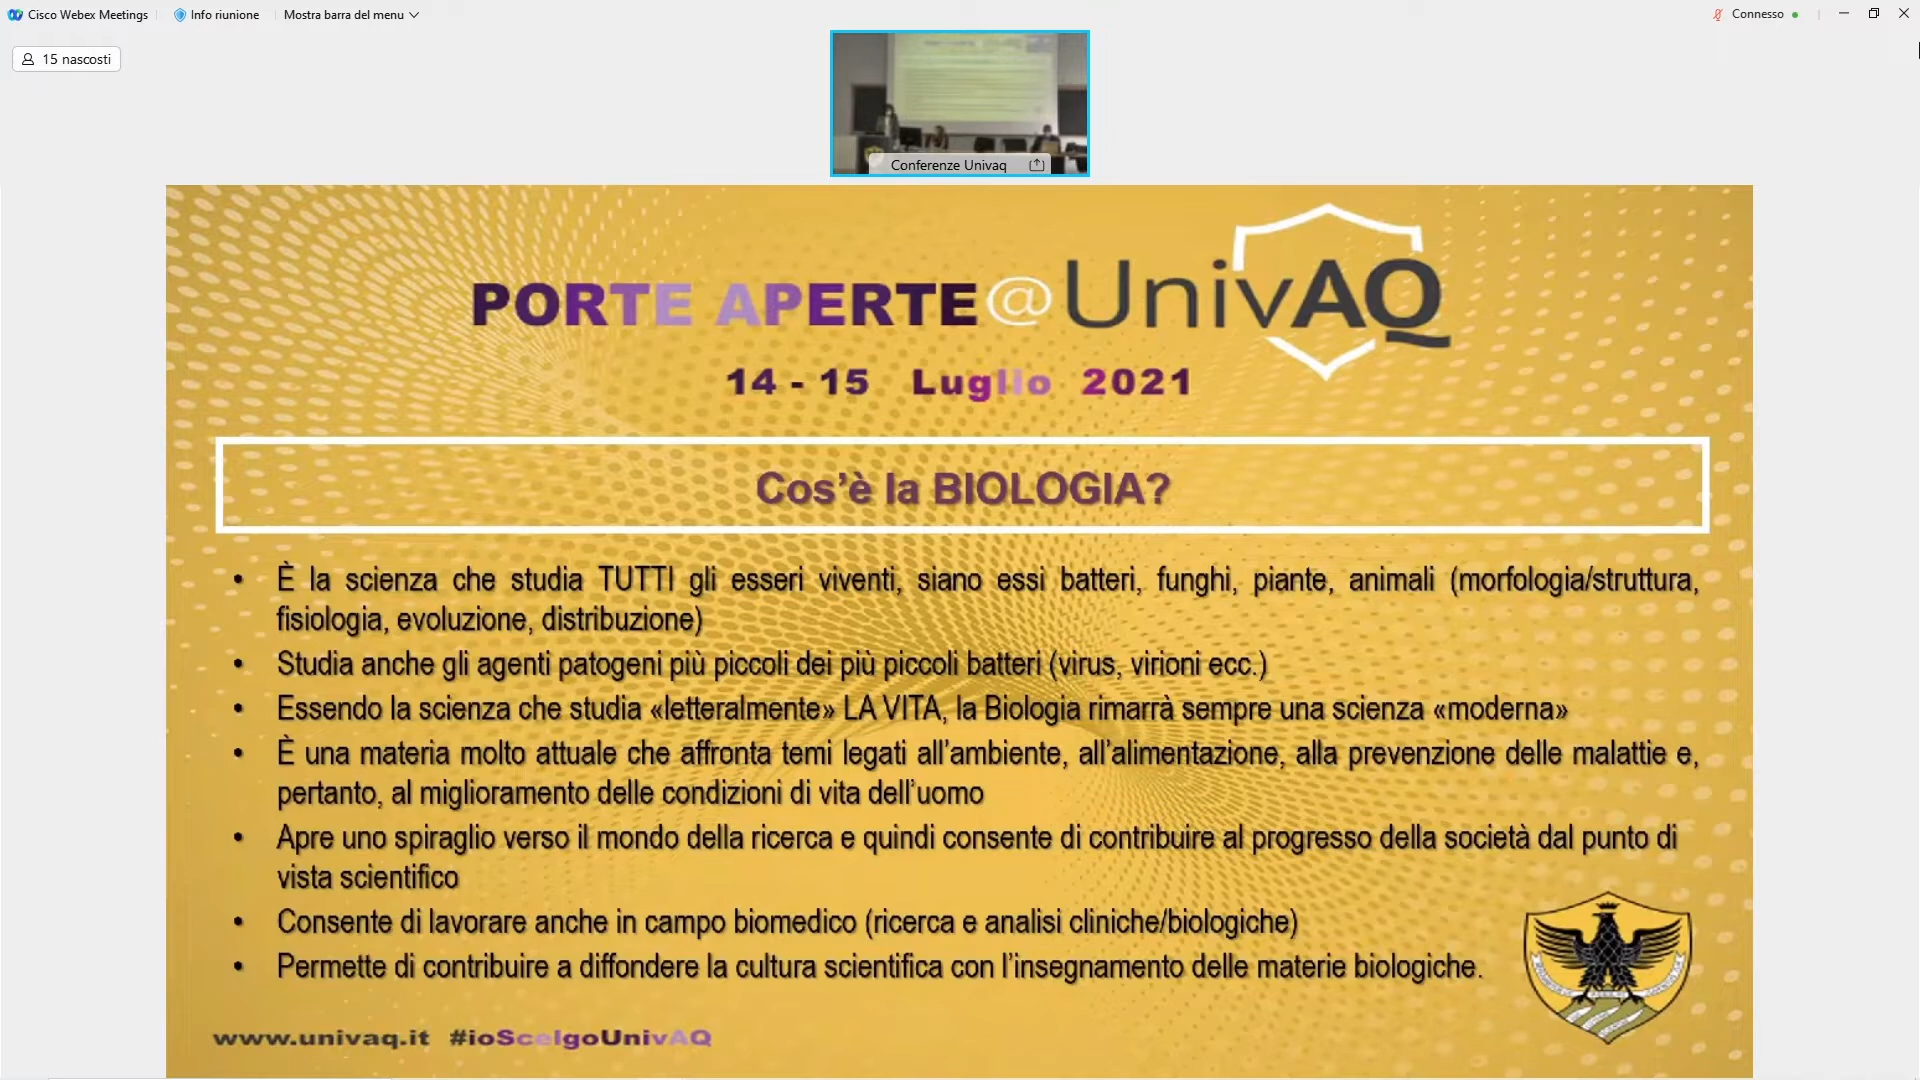 Cisco Webex Meetings
Info riunione
Mostra barra del menu
Connesso
15 nascosti
Conferenze Univaq
PORTE APERTE@UnivAQ
14 - 15 Luglio 2021
Cos’è la BIOLOGIA?
• È la scienza che studia TUTTI gli esseri viventi, siano essi batteri, funghi, piante, animali (morfologia/struttura,
fisiologia, evoluzione, distribuzione)
• Studia anche gli agenti patogeni più piccoli dei più piccoli batteri (virus, virioni ecc.)
• Essendo la scienza che studia «letteralmente» LA VITA, la Biologia rimarrà sempre una scienza «moderna»
• È una materia molto attuale che affronta temi legati all’ambiente, all’alimentazione, alla prevenzione delle malattie e,
pertanto, al miglioramento delle condizioni di vita dell’uomo
• Apre uno spiraglio verso il mondo della ricerca e quindi consente di contribuire al progresso della società dal punto di
vista scientifico
• Consente di lavorare anche in campo biomedico (ricerca e analisi cliniche/biologiche)
• Permette di contribuire a diffondere la cultura scientifica con l’insegnamento delle materie biologiche.
www.univaq.it #ioScelgoUnivAQ